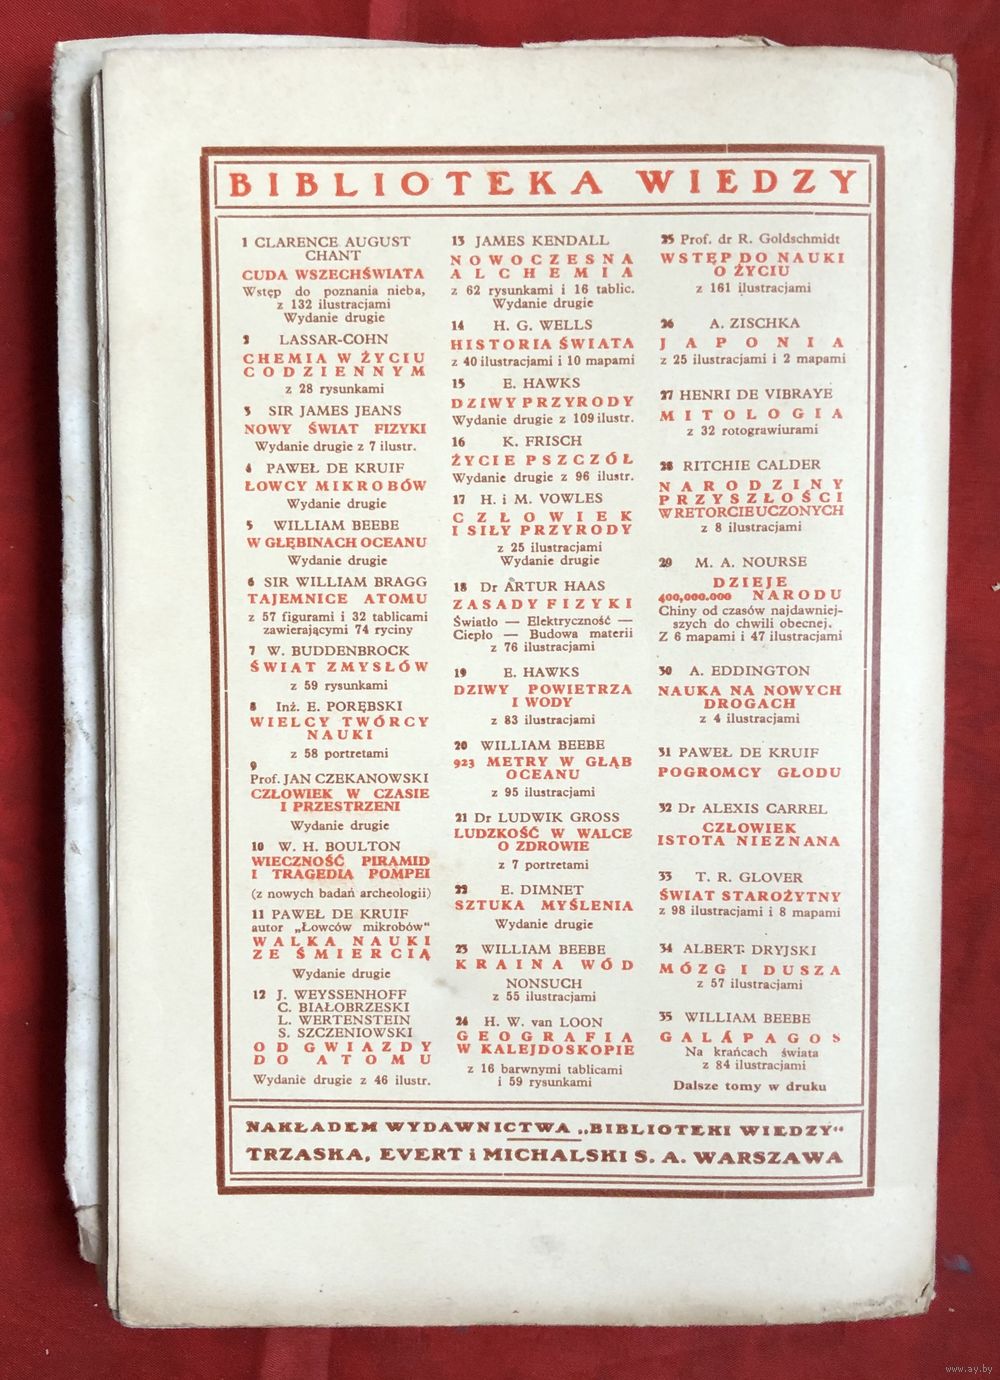 BIBLIOTEKA WIEDZY
1 CLARENCE AUGUST
CHANT
CUDA WSZECHŚWIATA
Wstęp do poznania nieba,
z 132 ilustracjami
Wydanie drugie
2 LASSAR-COHN
CHEMIA W ŻYCIU
CODZIENNYM
z 28 rysunkami
3 SIR JAMES JEANS
NOWY ŚWIAT FIZYKI
Wydanie drugie z 7 ilustr.
4 PAWEŁ DE KRUIF
ŁOWCY MIKROBÓW
Wydanie drugie
5 WILLIAM BEEBE
W GŁĘBINACH OCEANU
Wydanie drugie
6 SIR WILLIAM BRAGG
TAJEMNICE ATOMU
z 57 figurami i 32 tablicami
zawierającymi 74 ryciny
7 W. BUDDENBROCK
ŚWIAT ZMYSŁÓW
z 59 rysunkami
8 Inż. E. PORĘBSKI
WIELCY TWÓRCY
NAUKI
z 58 portretami
9
Prof. JAN CZEKANOWSKI
CZŁOWIEK W CZASIE
I PRZESTRZENI
Wydanie drugie
10 W. H. BOULTON
WIECZNOŚĆ PIRAMID
I TRAGEDIA POMPEI
(z nowych badań archeologii)
11 PAWEŁ DE KRUIF
autor „Łowców mikrobów“
WALKA NAUKI
ZE ŚMIERCIĄ
Wydanie drugie
12 J. WEYSSENHOFF
C. BIAŁOBRZESKI
L. WERTENSTEIN
S. SZCZENIOWSKI
OD GWIAZDY
DO ATOMU
Wydanie drugie z 46 ilustr.
13 JAMES KENDALL
NOWOCZESNA
ALCHEMIA
z 62 rysunkami i 16 tablic.
Wydanie drugie
14 H. G. WELLS
HISTORIA ŚWIATA
z 40 ilustracjami i 10 mapami
15 E. HAWKS
DZIWY PRZYRODY
Wydanie drugie z 109 ilustr.
16 K. FRISCH
ŻYCIE PSZCZÓŁ
Wydanie drugie z 96 ilustr.
17 H. i M. VOWLES
CZŁOWIEK
I SIŁY PRZYRODY
z 25 ilustracjami
Wydanie drugie
18 Dr ARTUR HAAS
ZASADY FIZYKI
Światło — Elektryczność —
Ciepło — Budowa materii
z 76 ilustracjami
19 E. HAWKS
DZIWY POWIETRZA
I WODY
z 83 ilustracjami
20 WILLIAM BEEBE
923 METRY W GŁĄB
OCEANU
z 95 ilustracjami
21 Dr LUDWIK GROSS
LUDZKOŚĆ W WALCE
O ZDROWIE
z 7 portretami
22 E. DIMNET
SZTUKA MYŚLENIA
Wydanie drugie
23 WILLIAM BEEBE
KRAINA WÓD
NONSUCH
z 55 ilustracjami
24 H. W. van LOON
GEOGRAFIA
W KALEJDOSKOPIE
z 16 barwnymi tablicami
i 59 rysunkami
25 Prof. dr R. Goldschmidt
WSTĘP DO NAUKI
O ŻYCIU
z 161 ilustracjami
26 A. ZISCHKA
JAPONIA
z 25 ilustracjami i 2 mapami
27 HENRI DE VIBRAYE
MITOLOGIA
z 32 rotograwiurami
28 RITCHIE CALDER
NARODZINY
PRZYSZŁOŚCI
W RETORCIE UCZONYCH
z 8 ilustracjami
29 M. A. NOURSE
DZIEJE
400,000.000 NARODU
Chiny od czasów najdawniej-
szych do chwili obecnej.
Z 6 mapami i 47 ilustracjami
30 A. EDDINGTON
NAUKA NA NOWYCH
DROGACH
z 4 ilustracjami
31 PAWEŁ DE KRUIF
POGROMCY GŁODU
32 Dr ALEXIS CARREL
CZŁOWIEK
ISTOTA NIEZNANA
33 T. R. GLOVER
ŚWIAT STAROŻYTNY
z 98 ilustracjami i 8 mapami
34 ALBERT DRYJSKI
MÓZG I DUSZA
z 57 ilustracjami
35 WILLIAM BEEBE
GALÁPAGOS
Na krańcach świata
z 84 ilustracjami
Dalsze tomy w druku
NAKŁADEM WYDAWNICTWA „BIBLIOTEKI WIEDZY“
TRZASKA, EVERT i MICHALSKI S. A. WARSZAWA
www.ay.by